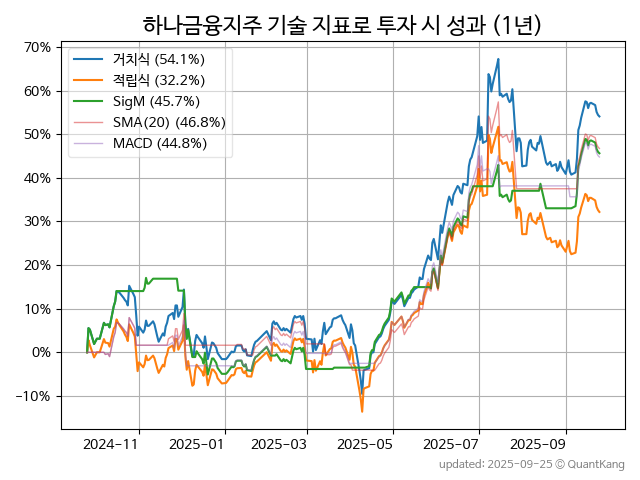 하나금융지주 기술 지표로 투자 시 성과 (1년)
70%
60%
50%
40%
30%
20%
10%
0%
−10%
거치식 (54.1%)
적립식 (32.2%)
SigM (45.7%)
SMA(20) (46.8%)
MACD (44.8%)
2024-11
2025-01
2025-03
2025-05
2025-07
2025-09
updated: 2025-09-25 © QuantKang